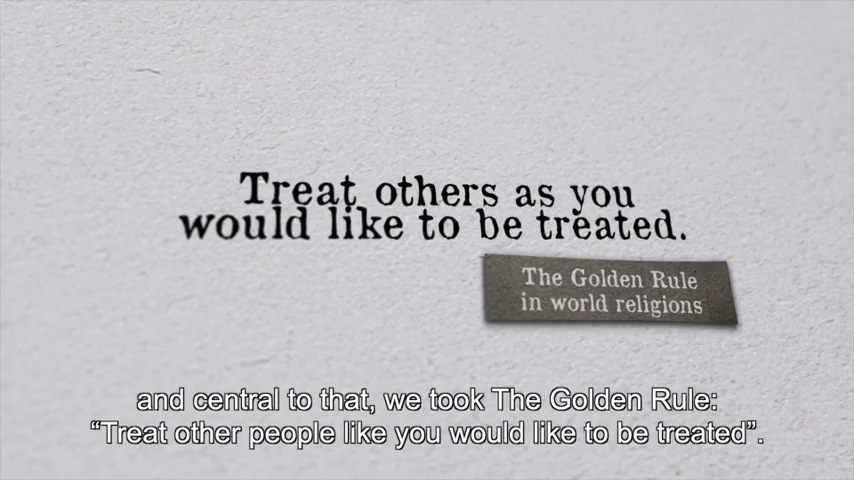 Treat others as you
would like to be treated.
The Golden Rule
in world religions
and central to that, we took The Golden Rule:
“Treat other people like you would like to be treated”.